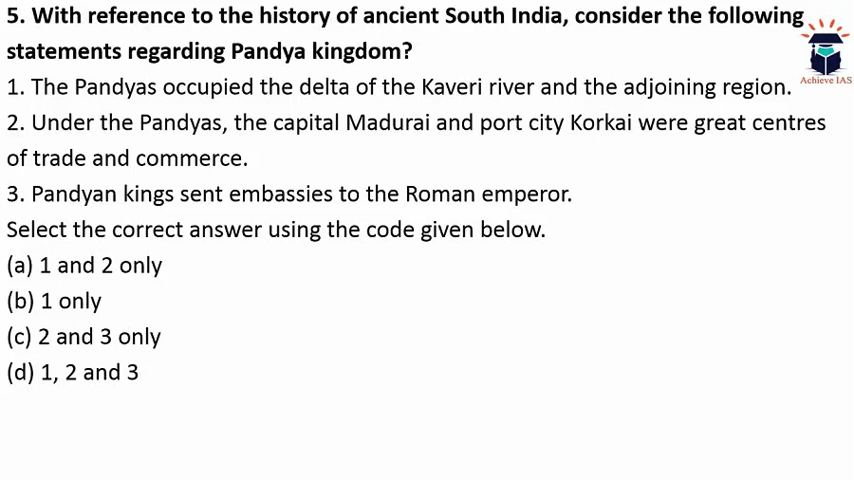 5. With reference to the history of ancient South India, consider the following
statements regarding Pandya kingdom?
Achieve IAS
1. The Pandyas occupied the delta of the Kaveri river and the adjoining region.
2. Under the Pandyas, the capital Madurai and port city Korkai were great centres
of trade and commerce.
3. Pandyan kings sent embassies to the Roman emperor.
Select the correct answer using the code given below.
(a) 1 and 2 only
(b) 1 only
(c) 2 and 3 only
(d) 1, 2 and 3